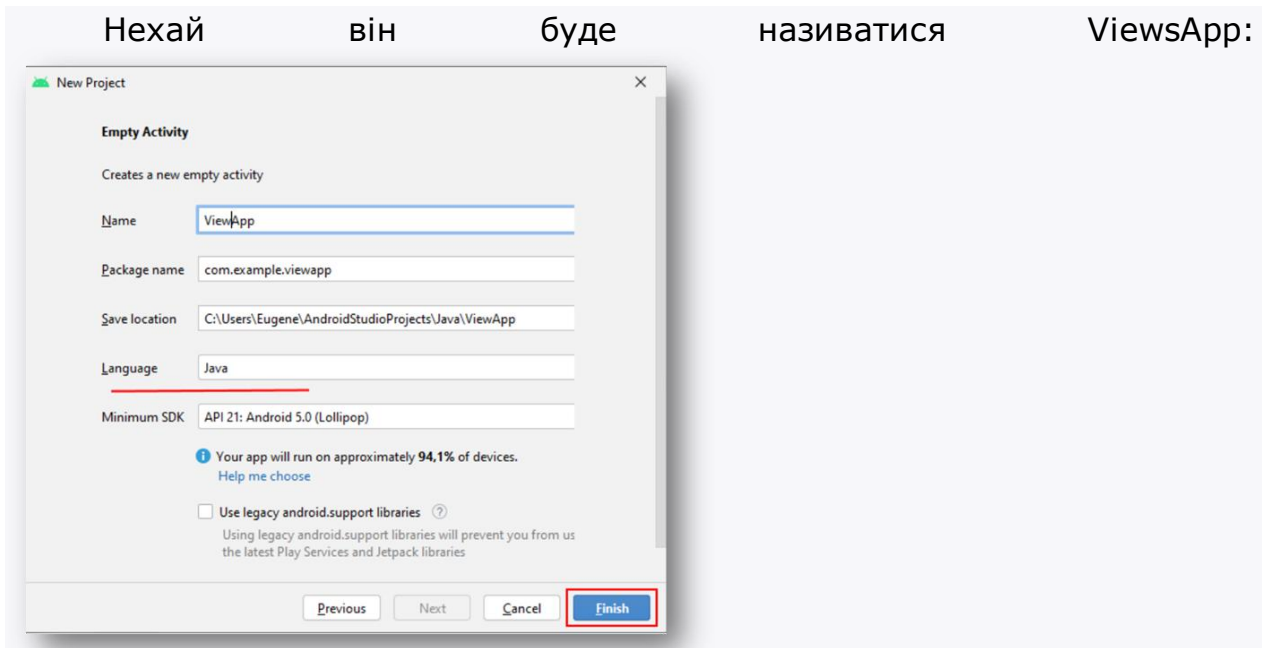 Нехай він буде називатися ViewsApp:
New Project
Empty Activity
Creates a new empty activity
Name ViewApp
Package name com.example.viewapp
Save location C:\Users\Eugene\AndroidStudioProjects\Java\ViewApp
Language Java
Minimum SDK API 21: Android 5.0 (Lollipop)
Your app will run on approximately 94,1% of devices.
Help me choose
Use legacy android.support libraries ?
Using legacy android.support libraries will prevent you from us
the latest Play Services and Jetpack libraries
Previous Next Cancel Finish